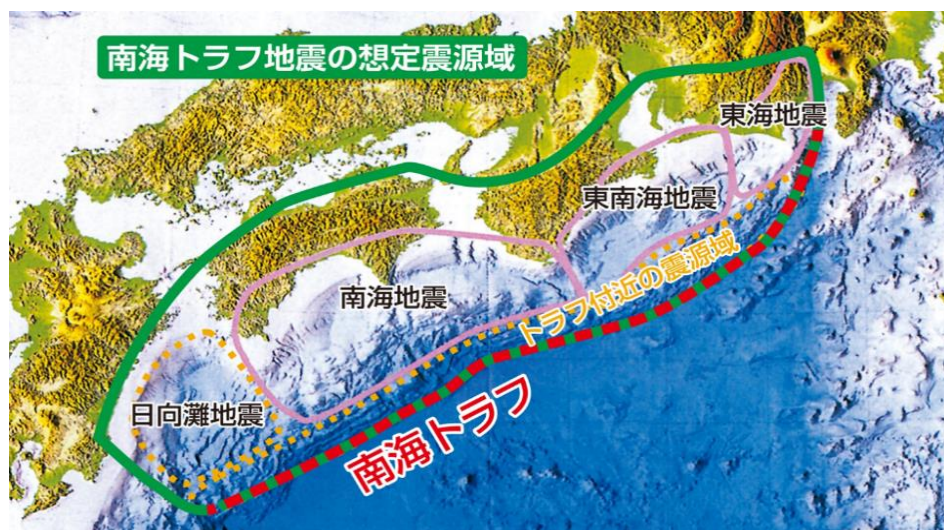 南海トラフ地震の想定震源域
東海地震
東南海地震
トラフ付近の震源域
南海地震
日向灘地震
南海トラフ